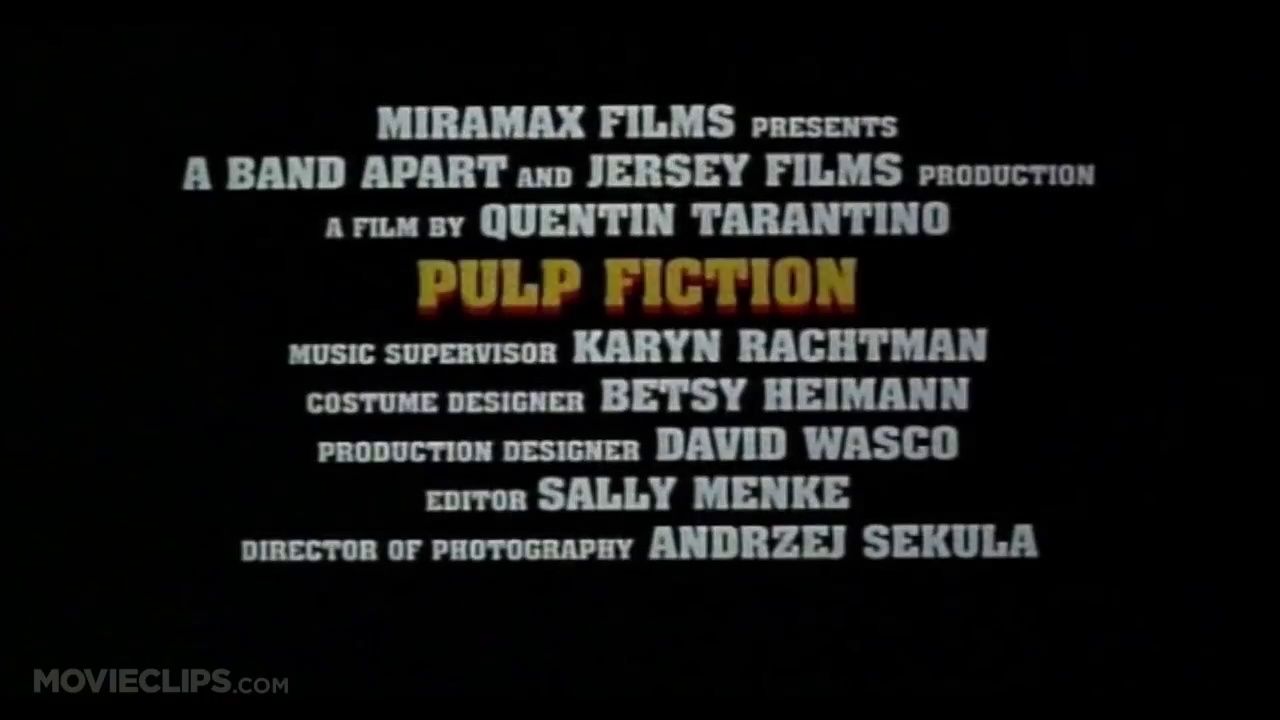 MIRAMAX FILMS PRESENTS
A BAND APART AND JERSEY FILMS PRODUCTION
A FILM BY QUENTIN TARANTINO
PULP FICTION
MUSIC SUPERVISOR KARYN RACHTMAN
COSTUME DESIGNER BETSY HEIMANN
PRODUCTION DESIGNER DAVID WASCO
EDITOR SALLY MENKE
DIRECTOR OF PHOTOGRAPHY ANDRZEJ SEKULA
MOVIECLIPS.COM